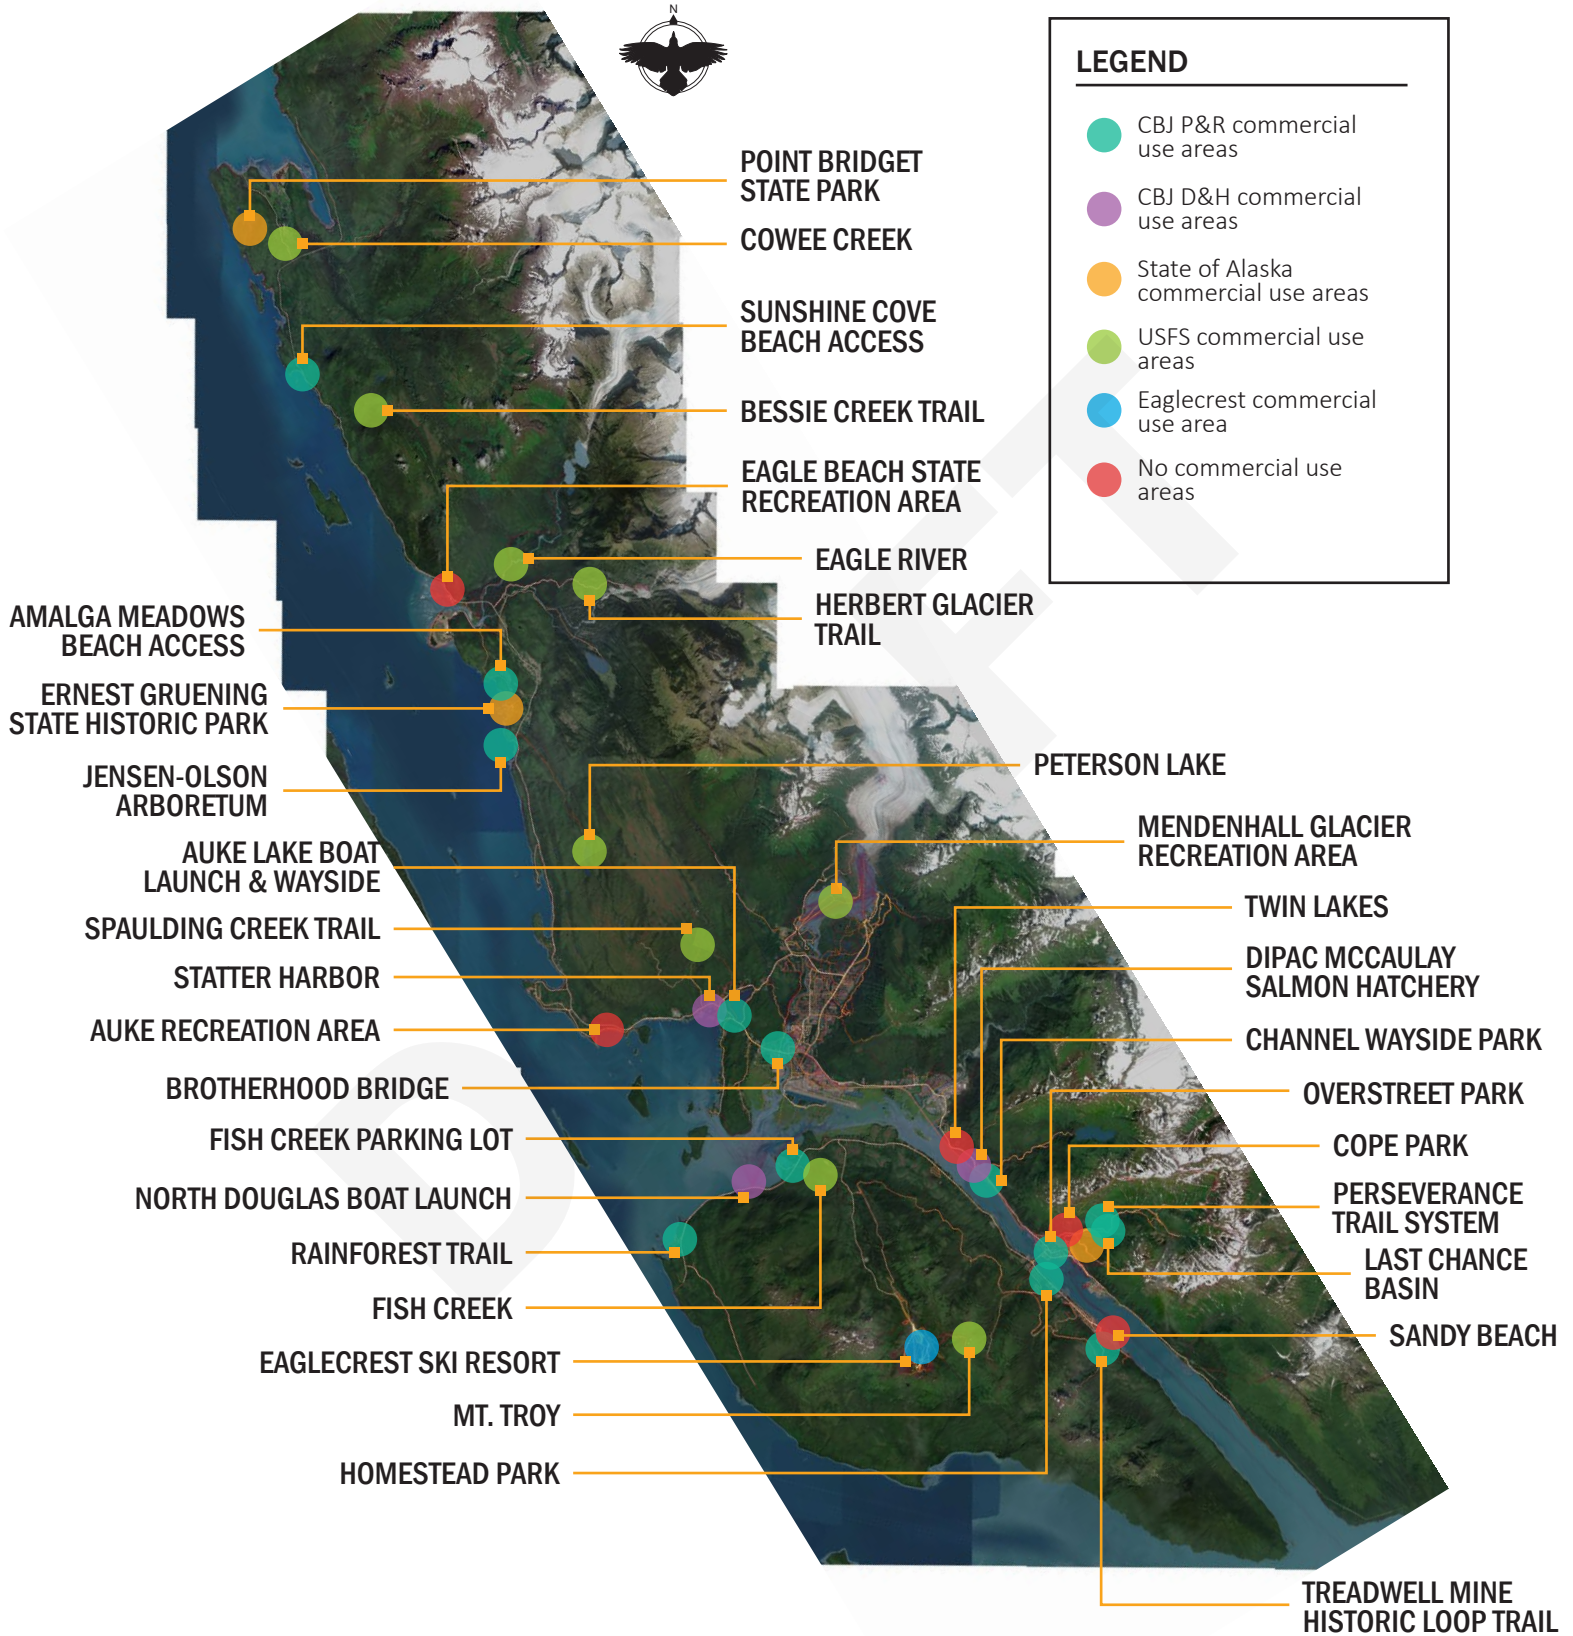 N
LEGEND
CBJ P&R commercial
use areas
CBJ D&H commercial
use areas
State of Alaska
commercial use areas
USFS commercial use
areas
Eaglecrest commercial
use area
No commercial use
areas
POINT BRIDGET
STATE PARK
COWEE CREEK
SUNSHINE COVE
BEACH ACCESS
BESSIE CREEK TRAIL
EAGLE BEACH STATE
RECREATION AREA
EAGLE RIVER
HERBERT GLACIER
TRAIL
AMALGA MEADOWS
BEACH ACCESS
ERNEST GRUENING
STATE HISTORIC PARK
JENSEN-OLSON
ARBORETUM
PETERSON LAKE
MENDENHALL GLACIER
RECREATION AREA
AUKE LAKE BOAT
LAUNCH & WAYSIDE
TWIN LAKES
SPAULDING CREEK TRAIL
DIPAC MCCAULAY
SALMON HATCHERY
STATTER HARBOR
AUKE RECREATION AREA
CHANNEL WAYSIDE PARK
BROTHERHOOD BRIDGE
OVERSTREET PARK
FISH CREEK PARKING LOT
COPE PARK
NORTH DOUGLAS BOAT LAUNCH
PERSEVERANCE
TRAIL SYSTEM
RAINFOREST TRAIL
LAST CHANCE
BASIN
FISH CREEK
SANDY BEACH
EAGLECREST SKI RESORT
MT. TROY
HOMESTEAD PARK
TREADWELL MINE
HISTORIC LOOP TRAIL
DRAFT